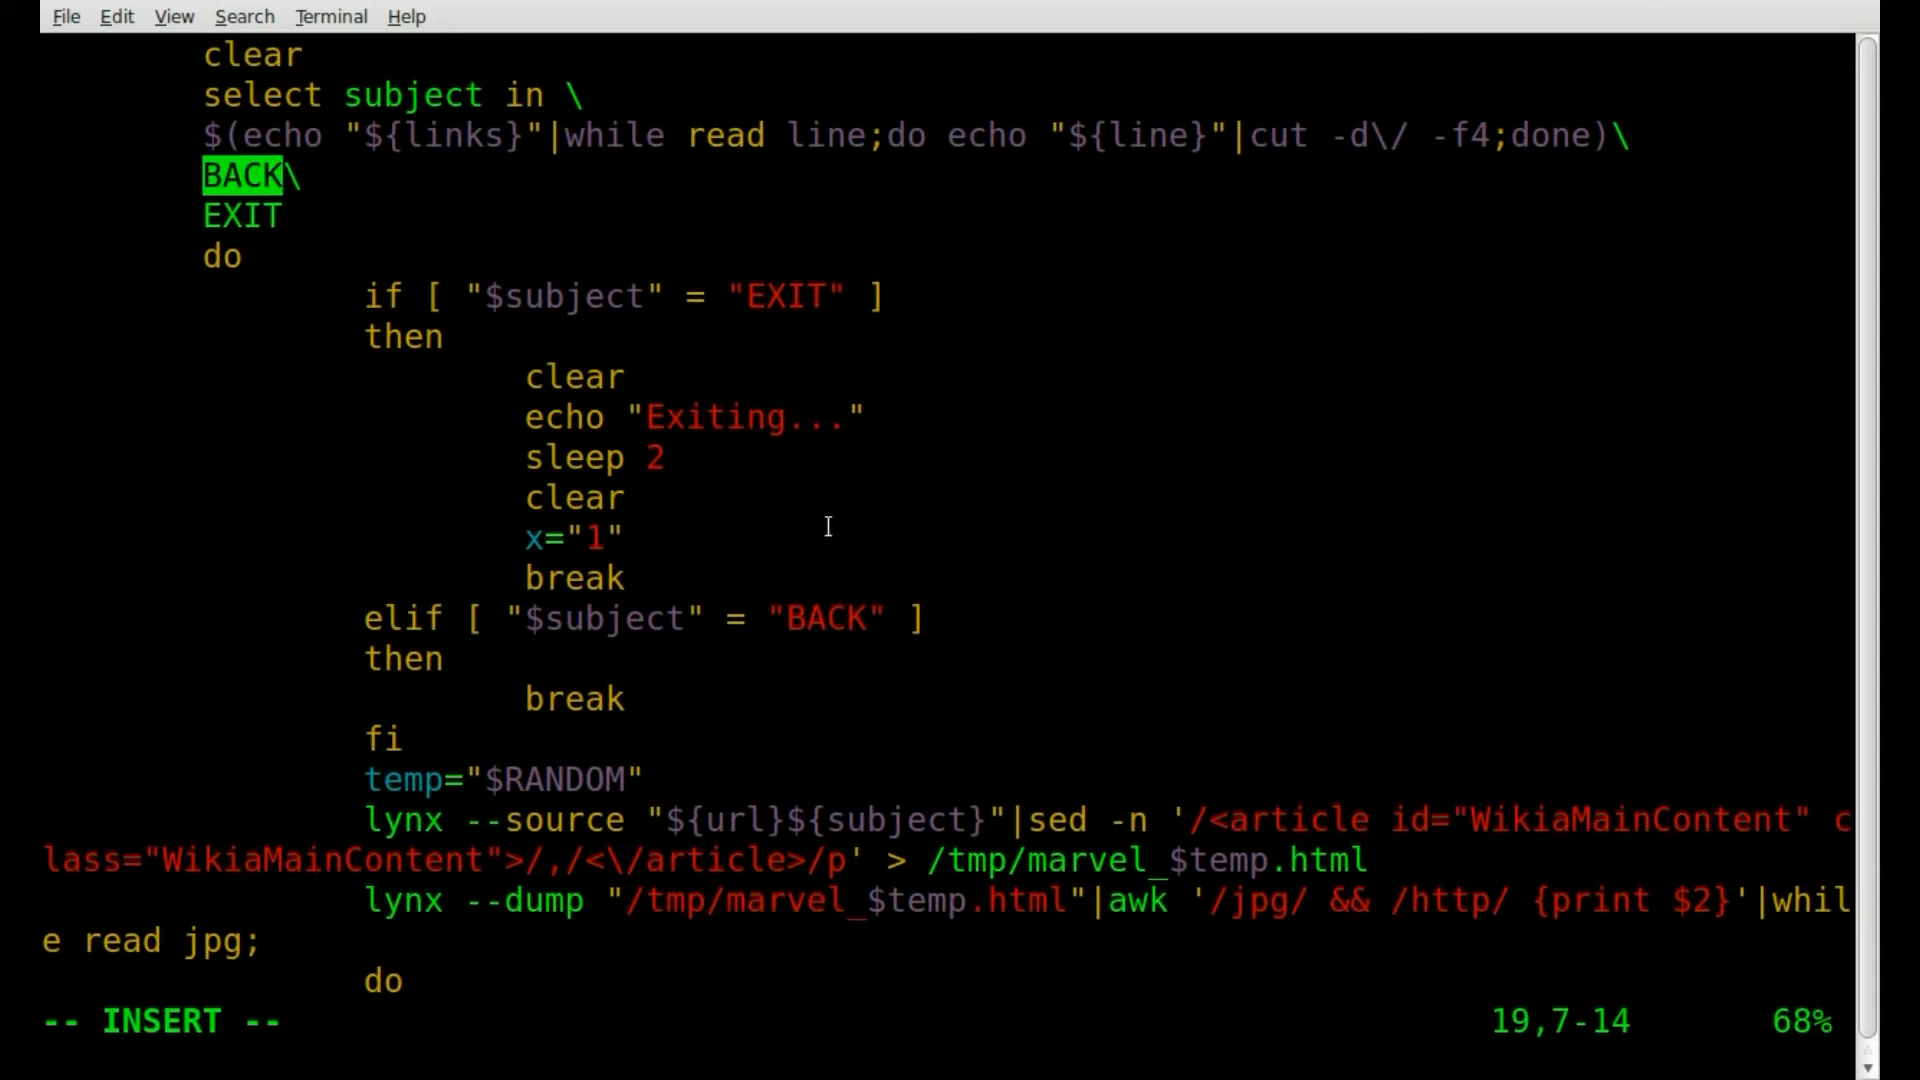 File Edit View Search Terminal Help
clear
select subject in \
$(echo "${links}"|while read line;do echo "${line}"|cut -d\/ -f4;done)\
BACK\
EXIT
do
if [ "$subject" = "EXIT" ]
then
clear
echo "Exiting..."
sleep 2
clear
x="1"
break
elif [ "$subject" = "BACK" ]
then
break
fi
temp="$RANDOM"
lynx --source "${url}${subject}"|sed -n '/<article id="WikiaMainContent" c
lass="WikiaMainContent">/,/<\/article>/p' > /tmp/marvel_$temp.html
lynx --dump "/tmp/marvel_$temp.html"|awk '/jpg/ && /http/ {print $2}'|whil
e read jpg;
do
-- INSERT -- 19,7-14 68%